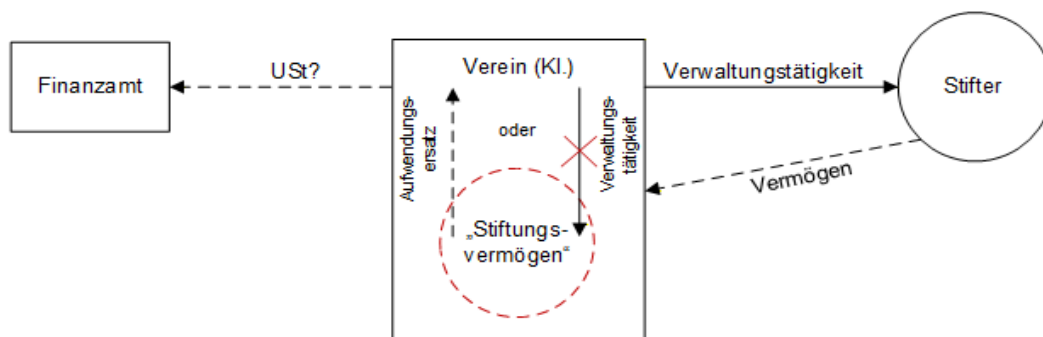 Finanzamt
USt?
Verein (Kl.)
Aufwendungs-
ersatz
oder
Verwaltungs-
tätigkeit
„Stiftungs-
vermögen“
Verwaltungstätigkeit
Vermögen
Stifter